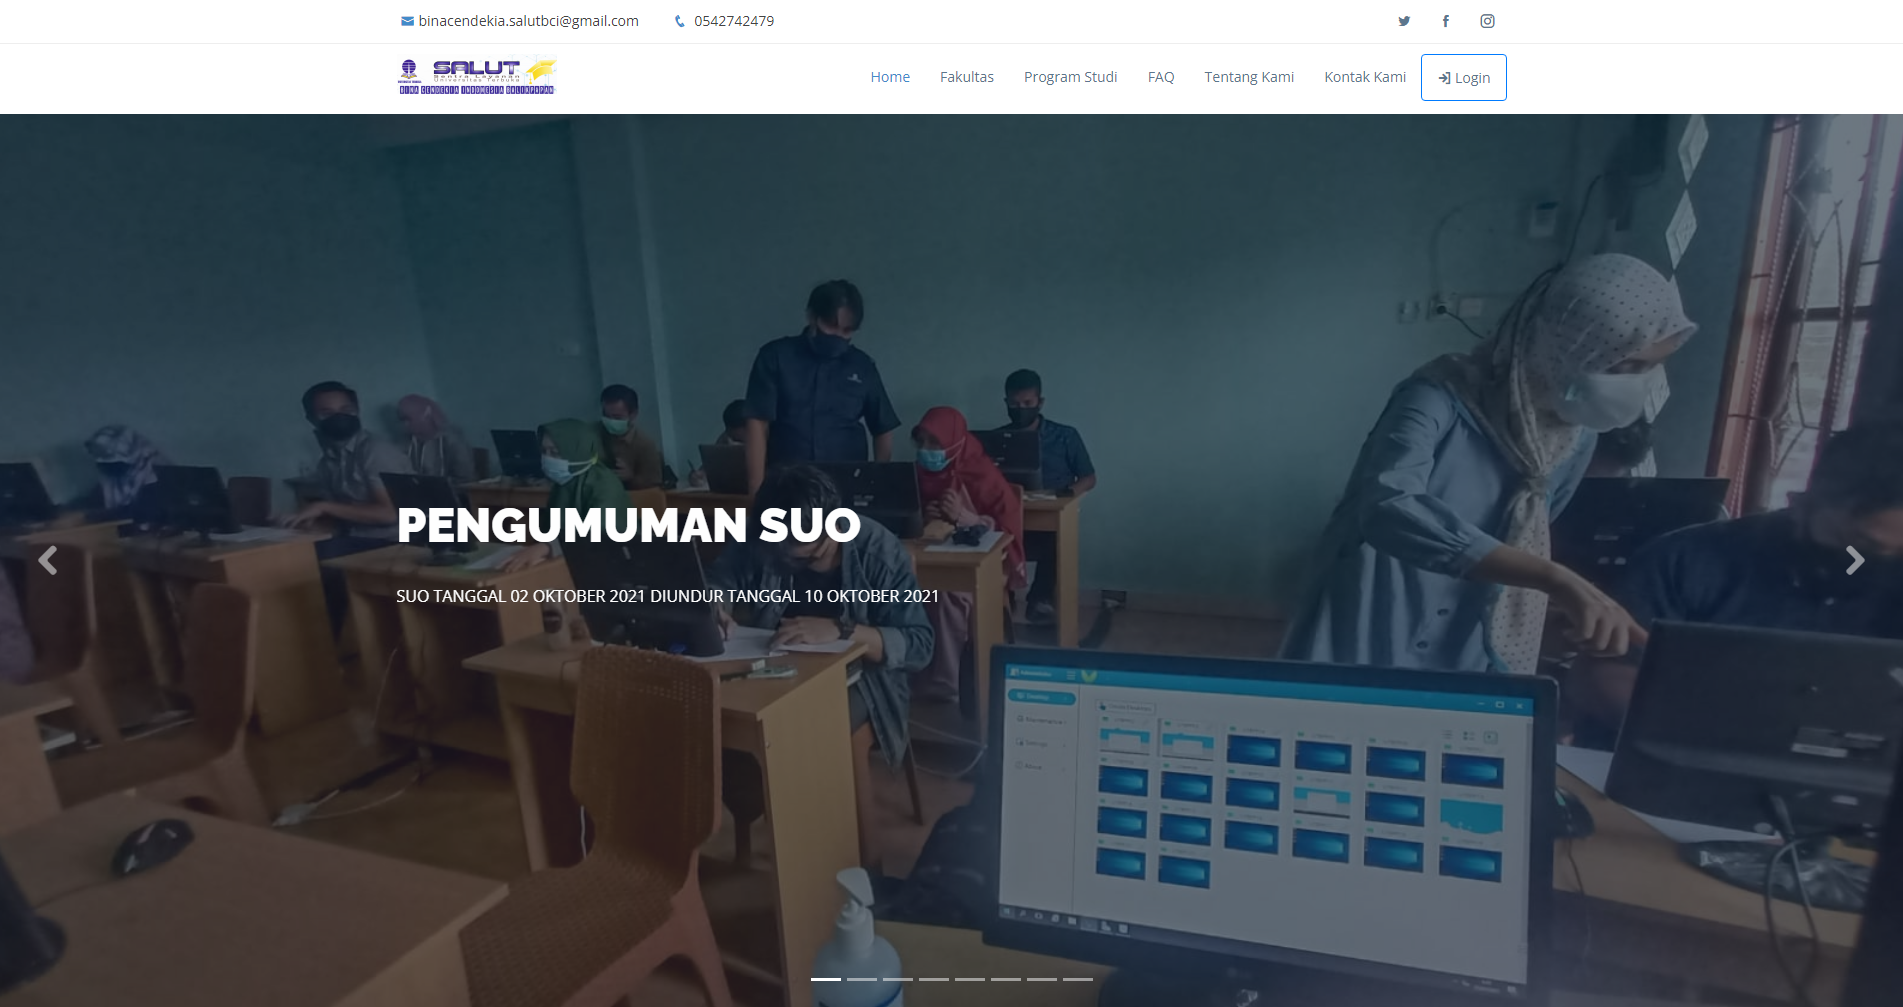 binacendekia.salutbci@gmail.com 0542742479
SALUT
Sentra Layanan
Universitas Terbuka
BINA CENDEKIA INDONESIA BALIKPAPAN
Home Fakultas Program Studi FAQ Tentang Kami Kontak Kami Login
PENGUMUMAN SUO
SUO TANGGAL 02 OKTOBER 2021 DIUNDUR TANGGAL 10 OKTOBER 2021